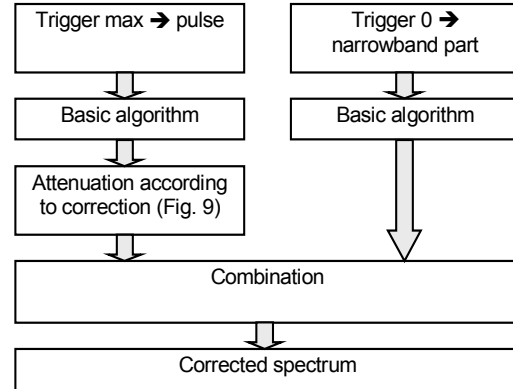 Trigger max ➔ pulse
Trigger 0 ➔
narrowband part
Basic algorithm
Basic algorithm
Attenuation according
to correction (Fig. 9)
Combination
Corrected spectrum